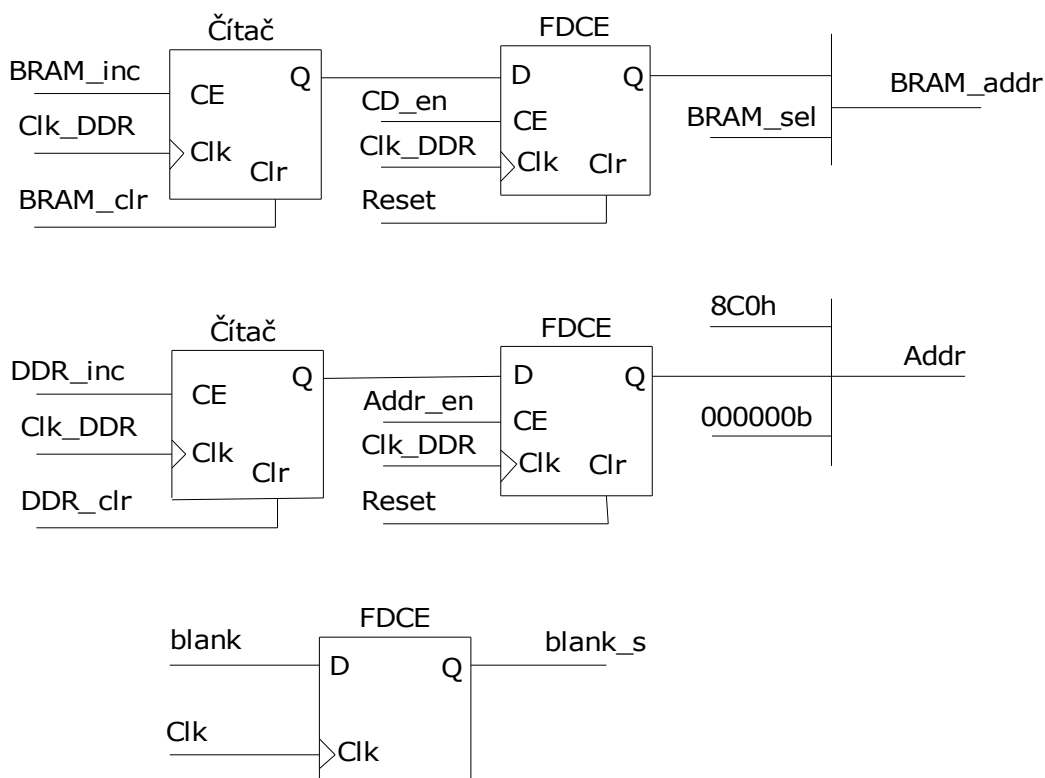 Čítač
BRAM_inc
Q
CE
Clk_DDR
Clk
Clr
BRAM_clr
FDCE
D
Q
CD_en
CE
Clk_DDR
Clk
Clr
Reset
BRAM_sel
BRAM_addr
Čítač
DDR_inc
Q
CE
Clk_DDR
Clk
Clr
DDR_clr
FDCE
D
Q
Addr_en
CE
Clk_DDR
Clk
Clr
Reset
8C0h
000000b
Addr
FDCE
blank
D
Q
blank_s
Clk
Clk